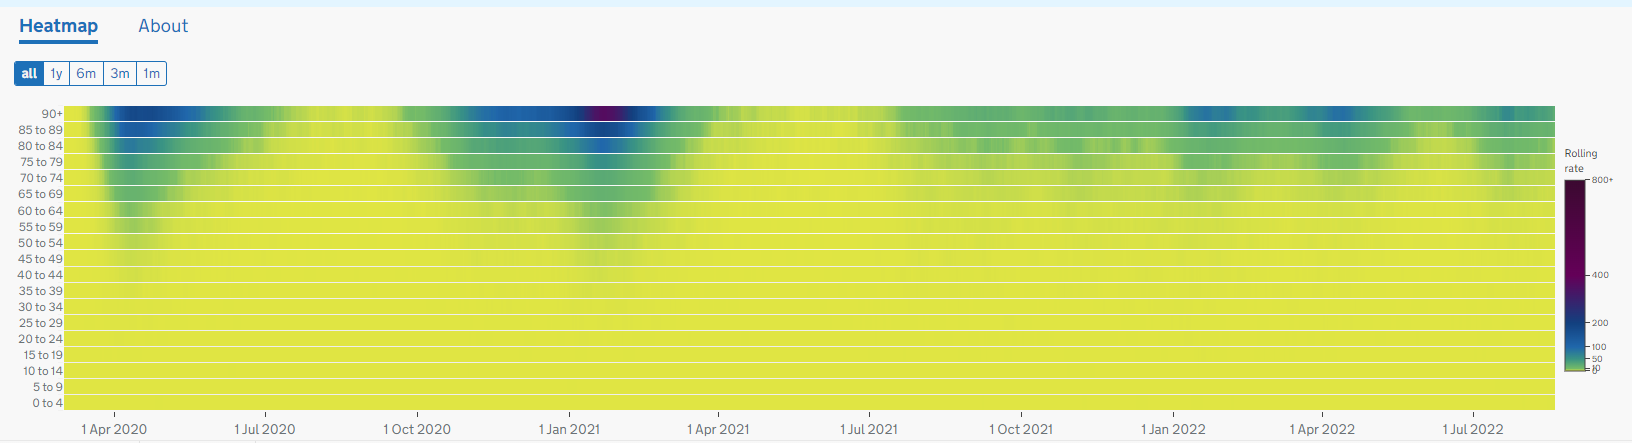 Heatmap About
all 1y 6m 3m 1m
90+
85 to 89
80 to 84
75 to 79
70 to 74
65 to 69
60 to 64
55 to 59
50 to 54
45 to 49
40 to 44
35 to 39
30 to 34
25 to 29
20 to 24
15 to 19
10 to 14
5 to 9
0 to 4
1 Apr 2020 1 Jul 2020 1 Oct 2020 1 Jan 2021 1 Apr 2021 1 Jul 2021 1 Oct 2021 1 Jan 2022 1 Apr 2022 1 Jul 2022
Rolling
rate
800+
400
200
100
50
10
0